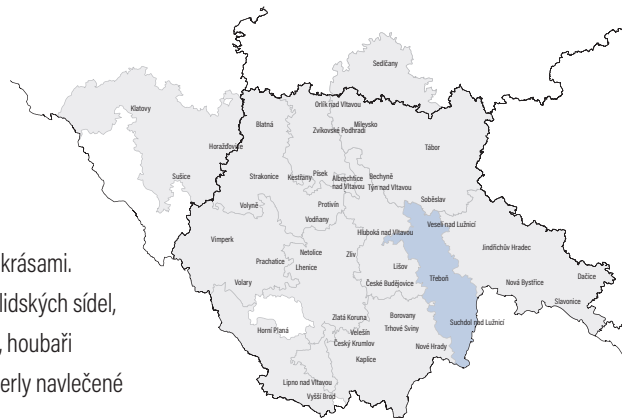 Sedlčany
Klatovy
Orlík nad Vltavou
Blatná
Zvíkovské Podhradí
Milevsko
Horažďovice
Tábor
Sušice
Strakonice
Kestřany
Písek
Albrechtice
nad Vltavou
Bechyně
Týn nad Vltavou
Soběslav
Volyně
Protivín
Vodňany
Veselí nad Lužnicí
Hluboká nad Vltavou
Vimperk
Netolice
Jindřichův Hradec
Prachatice
Lhenice
Zliv
Lišov
Třeboň
Dačice
Volary
České Budějovice
Nová Bystřice
Slavonice
krásami.
lidských sídel,
, houbaři
erly navlečené
Zlatá Koruna
Borovany
Suchdol nad Lužnicí
Horní Planá
Velešín
Trhové Sviny
Český Krumlov
Nové Hrady
Kaplice
Lipno nad Vltavou
Vyšší Brod